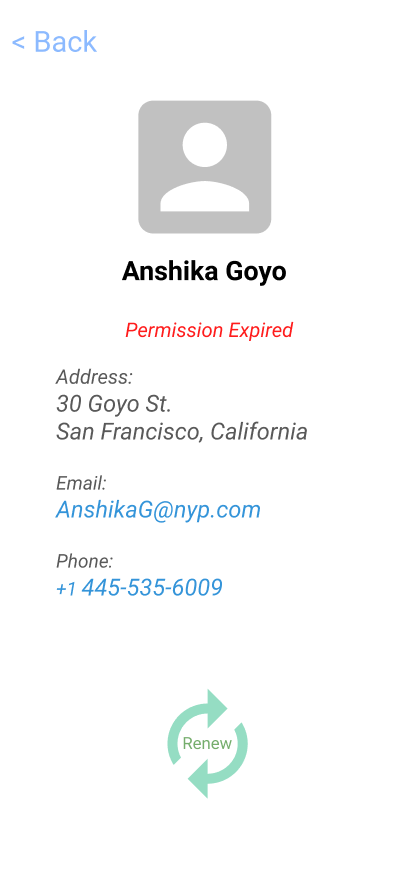 < Back
Anshika Goyo
Permission Expired
Address:
30 Goyo St.
San Francisco, California
Email:
AnshikaG@nyp.com
Phone:
+1 445-535-6009
Renew